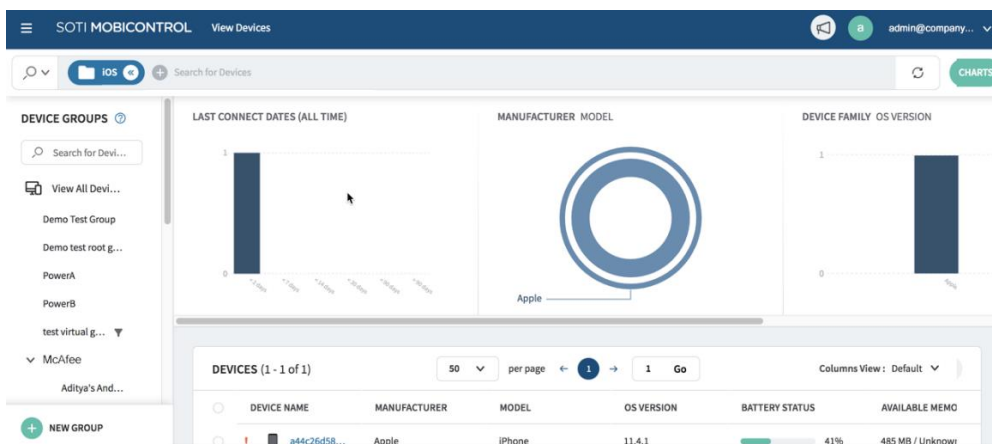 SOTI MOBICONTROL View Devices a admin@company...
iOS Search for Devices CHARTS
DEVICE GROUPS
Search for Devi...
View All Devi...
Demo Test Group
Demo test root g...
PowerA
PowerB
test virtual g...
McAfee
Aditya's And...
NEW GROUP
LAST CONNECT DATES (ALL TIME)
1
0
MANUFACTURER MODEL
Apple
DEVICE FAMILY OS VERSION
1
0
Apple
DEVICES (1 - 1 of 1) 50 per page ← 1 → 1 Go Columns View : Default
DEVICE NAME MANUFACTURER MODEL OS VERSION BATTERY STATUS AVAILABLE MEMO
! a44c26d58... Apple iPhone 11.4.1 41% 485 MB / Unknown